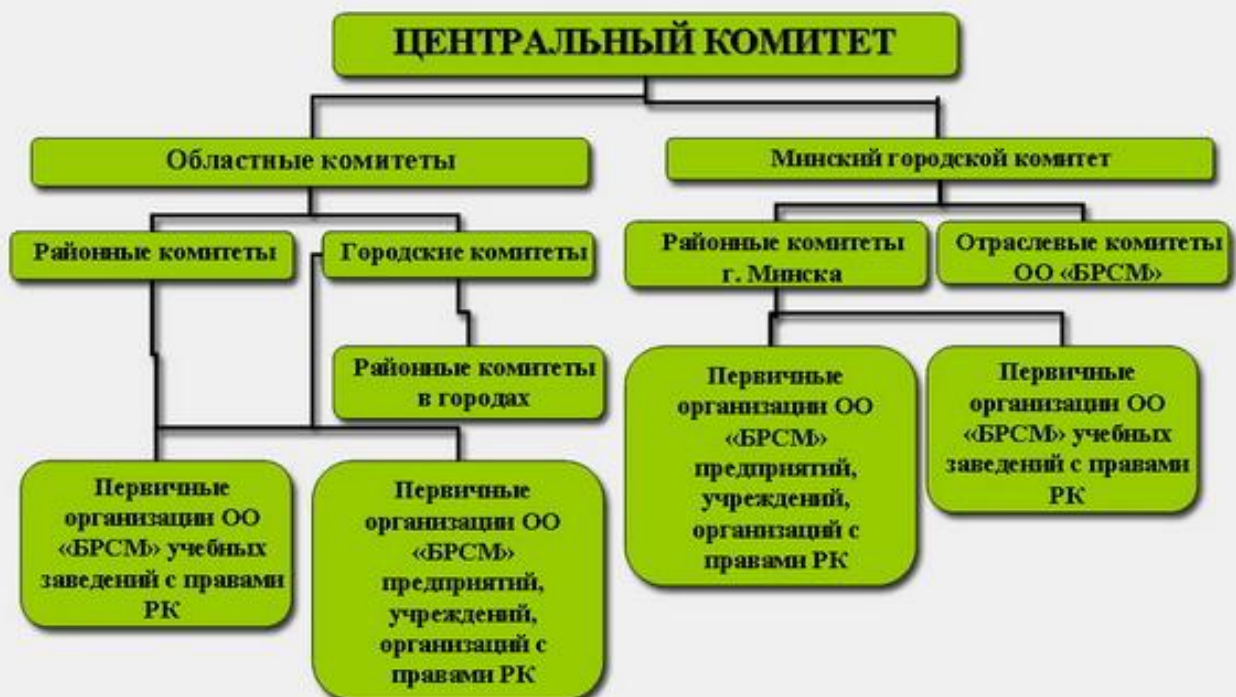 ЦЕНТРАЛЬНЫЙ КОМИТЕТ
Областные комитеты
Минский городской комитет
Районные комитеты
Городские комитеты
Районные комитеты
г. Минска
Отраслевые комитеты
ОО «БРСМ»
Районные комитеты
в городах
Первичные
организации ОО
«БРСМ»
предприятий,
учреждений,
организаций с
правами РК
Первичные
организации ОО
«БРСМ» учебных
заведений с правами
РК
Первичные
организации ОО
«БРСМ» учебных
заведений с правами
РК
Первичные
организации ОО
«БРСМ»
предприятий,
учреждений,
организаций с
правами РК